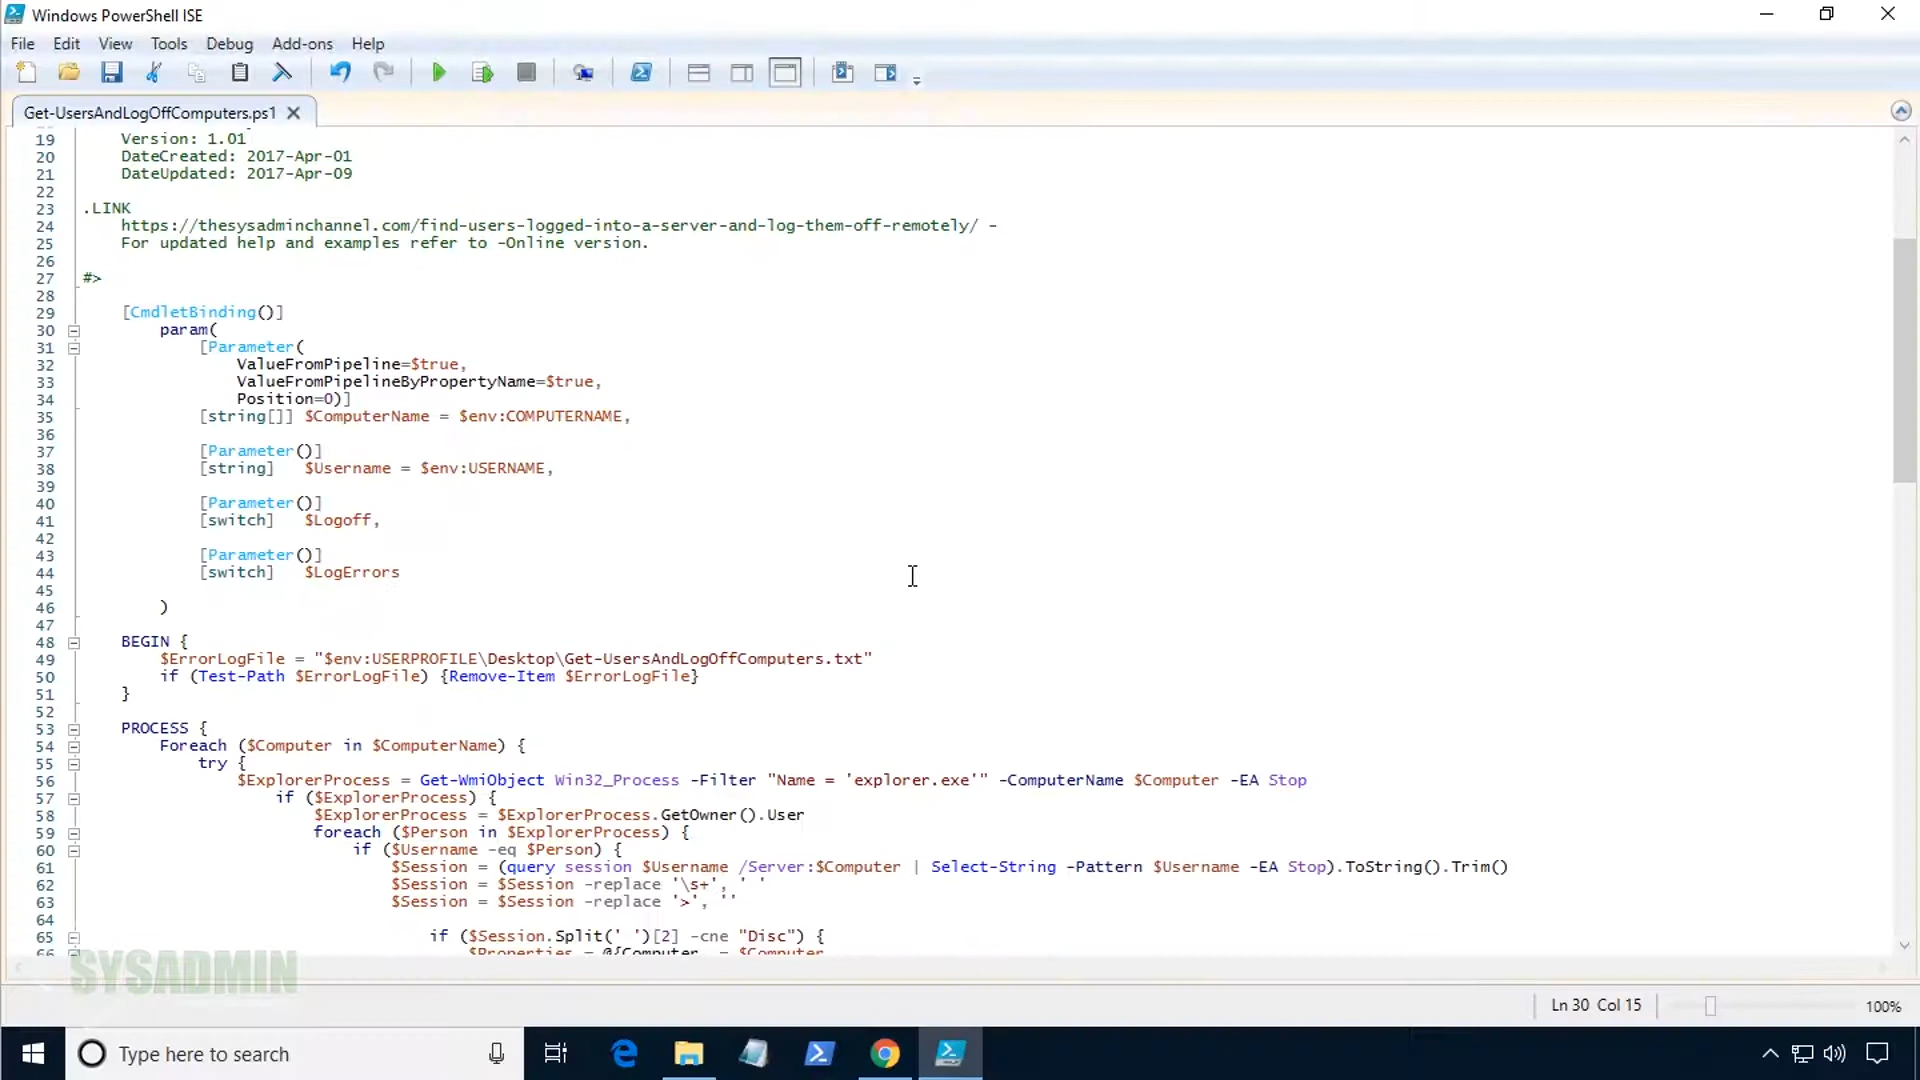 Windows PowerShell ISE
File Edit View Tools Debug Add-ons Help
Get-UsersAndLogOffComputers.ps1
19 Version: 1.01
20 DateCreated: 2017-Apr-01
21 DateUpdated: 2017-Apr-09
22
23 .LINK
24 https://thesysadminchannel.com/find-users-logged-into-a-server-and-log-them-off-remotely/ -
25 For updated help and examples refer to -Online version.
26
27 #>
28
29 [CmdletBinding()]
30 param(
31 [Parameter(
32 ValueFromPipeline=$true,
33 ValueFromPipelineByPropertyName=$true,
34 Position=0)]
35 [string[]] $ComputerName = $env:COMPUTERNAME,
36
37 [Parameter()]
38 [string] $Username = $env:USERNAME,
39
40 [Parameter()]
41 [switch] $Logoff,
42
43 [Parameter()]
44 [switch] $LogErrors
45
46 )
47
48 BEGIN {
49 $ErrorLogFile = "$env:USERPROFILE\Desktop\Get-UsersAndLogOffComputers.txt"
50 if (Test-Path $ErrorLogFile) {Remove-Item $ErrorLogFile}
51 }
52
53 PROCESS {
54 Foreach ($Computer in $ComputerName) {
55 try {
56 $ExplorerProcess = Get-WmiObject Win32_Process -Filter "Name = 'explorer.exe'" -ComputerName $Computer -EA Stop
57 if ($ExplorerProcess) {
58 $ExplorerProcess = $ExplorerProcess.GetOwner().User
59 foreach ($Person in $ExplorerProcess) {
60 if ($Username -eq $Person) {
61 $Session = (query session $Username /Server:$Computer | Select-String -Pattern $Username -EA Stop).ToString().Trim()
62 $Session = $Session -replace '\s+', ' '
63 $Session = $Session -replace '>', ''
64
65 if ($Session.Split(' ')[2] -cne "Disc") {
66 $Properties = @{Computer = $Computer
SYSADMIN
Ln 30 Col 15 100%
Type here to search